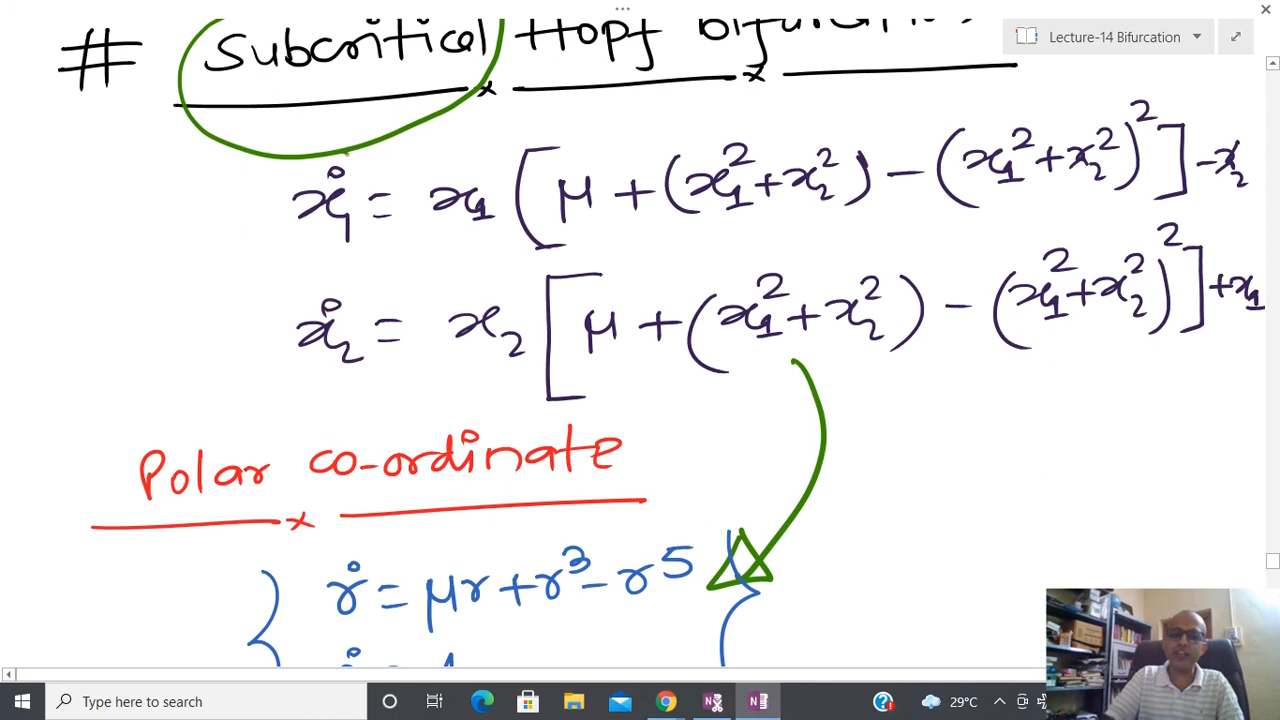 Lecture-14 Bifurcation
# Subcritical Hopf bifurcation
ẋ₁ = x₁ [μ + (x₁² + x₂²) − (x₁² + x₂²)²] − x₂
ẋ₂ = x₂ [μ + (x₁² + x₂²) − (x₁² + x₂²)²] + x₁
Polar co-ordinate
ṙ = μr + r³ − r⁵
Type here to search
29°C